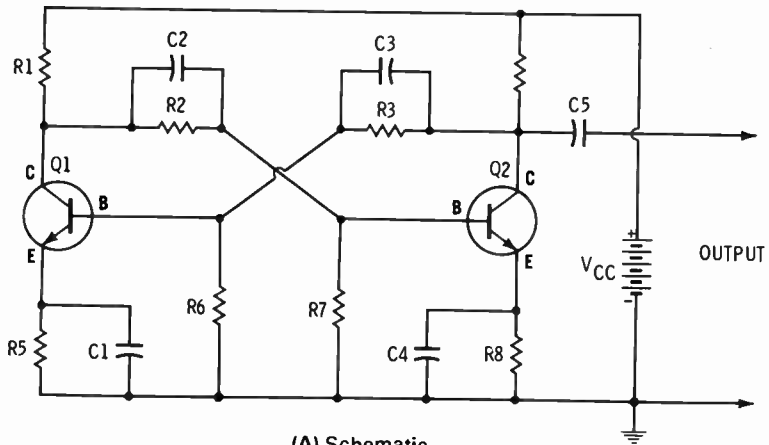 C2
C3
R1
R2
R3
C5
C
Q1
B
E
Q2
C
B
E
VCC
+
-
OUTPUT
R6
R7
R5
C1
C4
R8
(A) Schematic